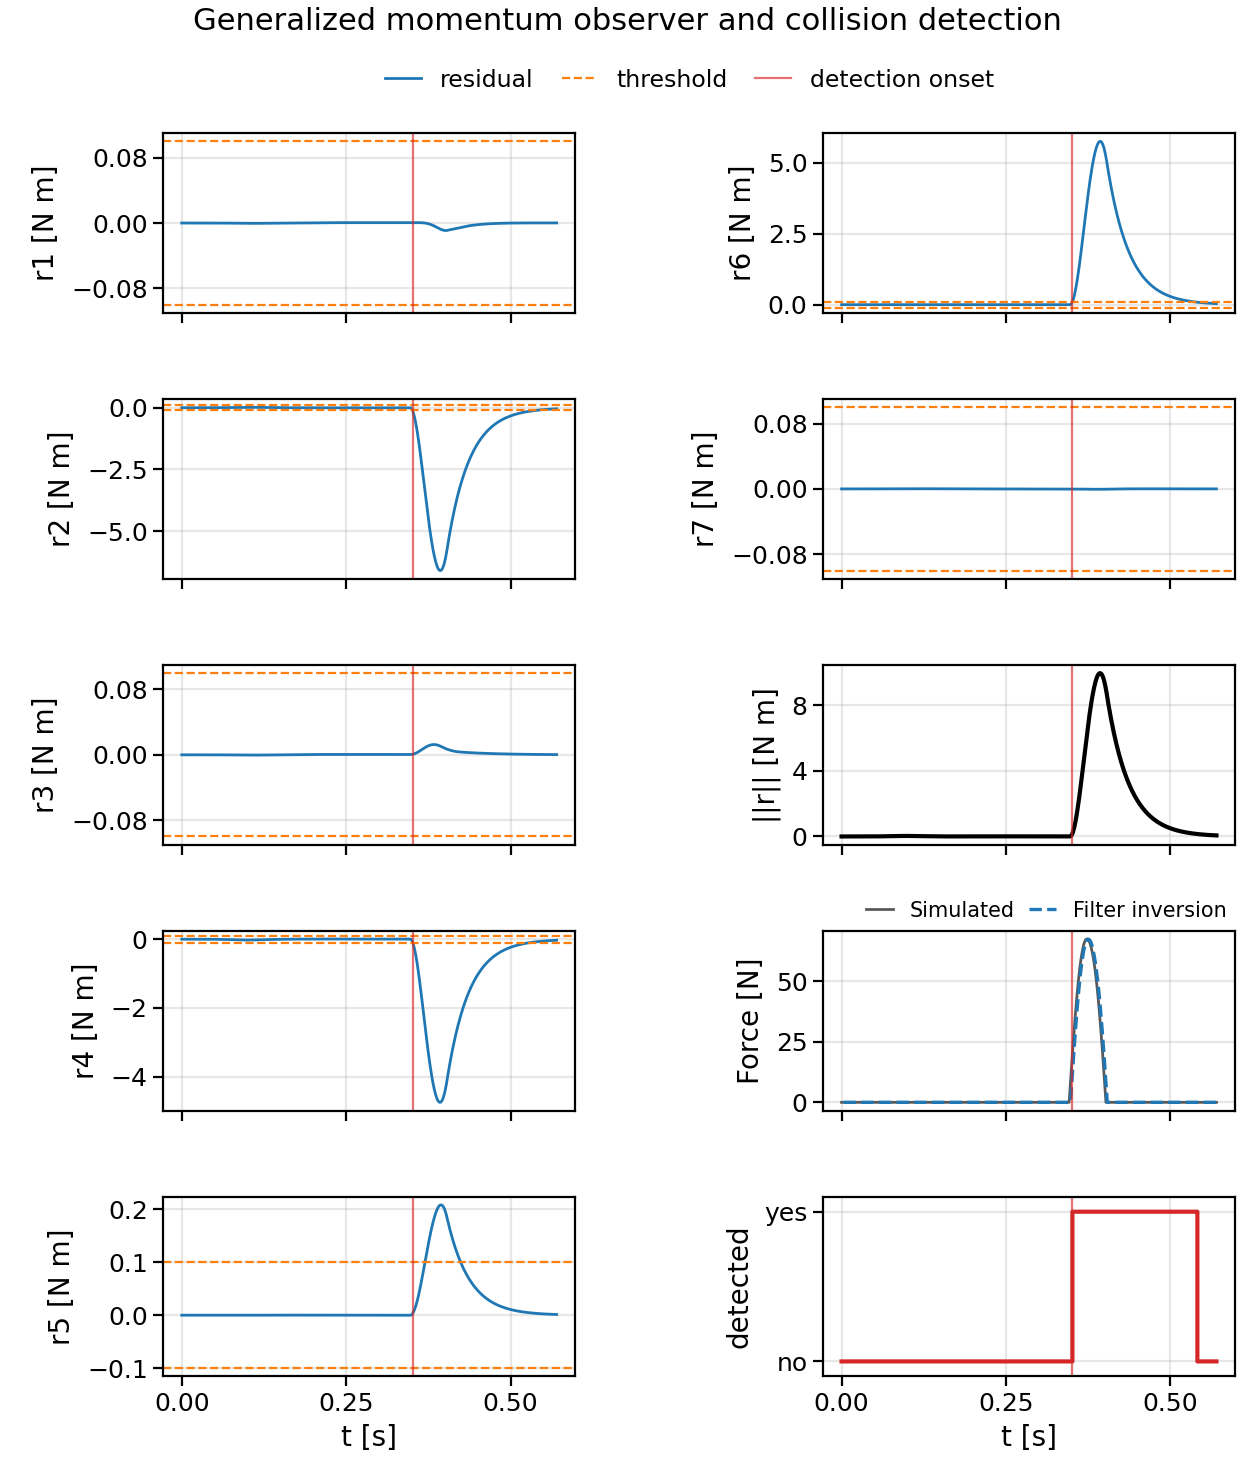 Generalized momentum observer and collision detection
residual threshold detection onset
r1 [N m]
0.08
0.00
−0.08
r2 [N m]
0.0
−2.5
−5.0
r3 [N m]
0.08
0.00
−0.08
r4 [N m]
0
−2
−4
r5 [N m]
0.2
0.1
0.0
−0.1
0.00 0.25 0.50
t [s]
r6 [N m]
5.0
2.5
0.0
r7 [N m]
0.08
0.00
−0.08
||r|| [N m]
8
4
0
Simulated Filter inversion
Force [N]
50
25
0
detected
yes
no
0.00 0.25 0.50
t [s]